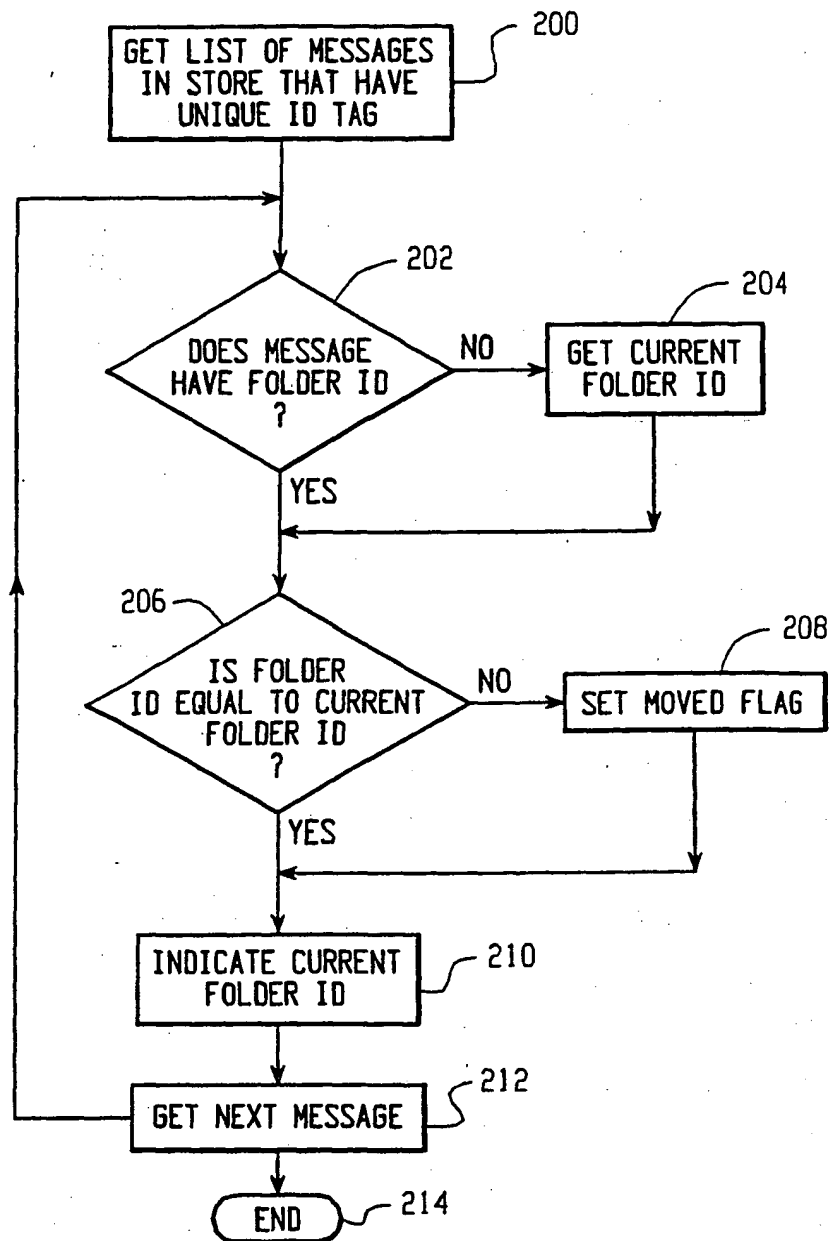 200
GET LIST OF MESSAGES
IN STORE THAT HAVE
UNIQUE ID TAG
202
DOES MESSAGE
HAVE FOLDER ID
?
NO
204
GET CURRENT
FOLDER ID
YES
206
IS FOLDER
ID EQUAL TO CURRENT
FOLDER ID
?
NO
208
SET MOVED FLAG
YES
INDICATE CURRENT
FOLDER ID
210
GET NEXT MESSAGE
212
END
214